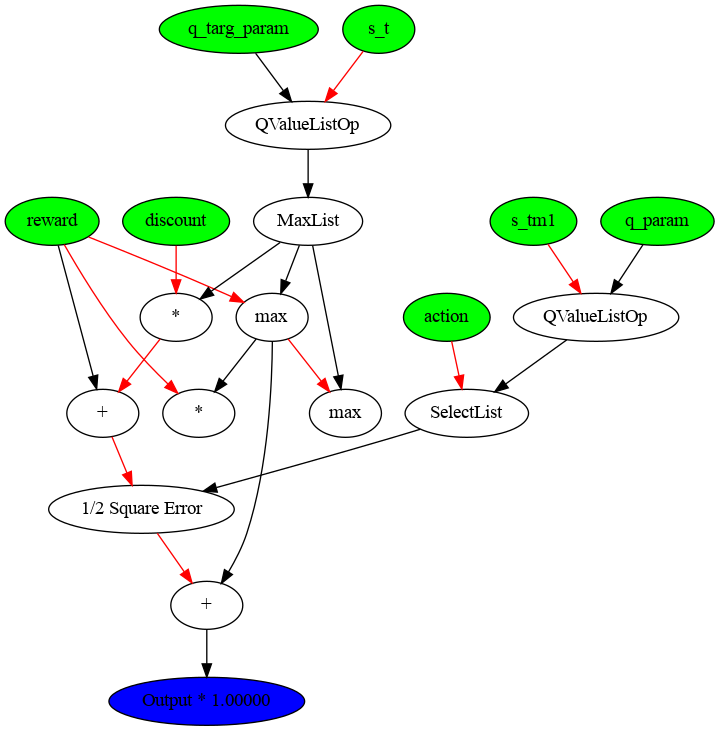 q_targ_param
s_t
QValueListOp
reward
discount
MaxList
s_tm1
q_param
*
max
action
QValueListOp
+
*
max
SelectList
1/2 Square Error
+
Output * 1.00000